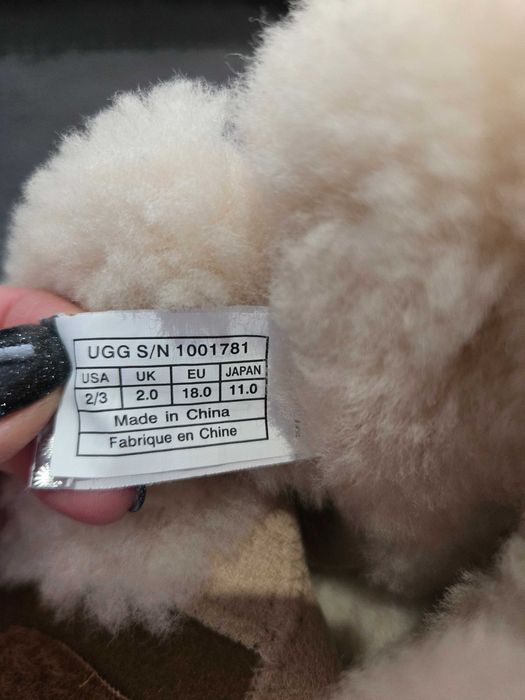 UGG S/N 1001781
USA UK EU JAPAN
2/3 2.0 18.0 11.0
Made in China
Fabrique en Chine